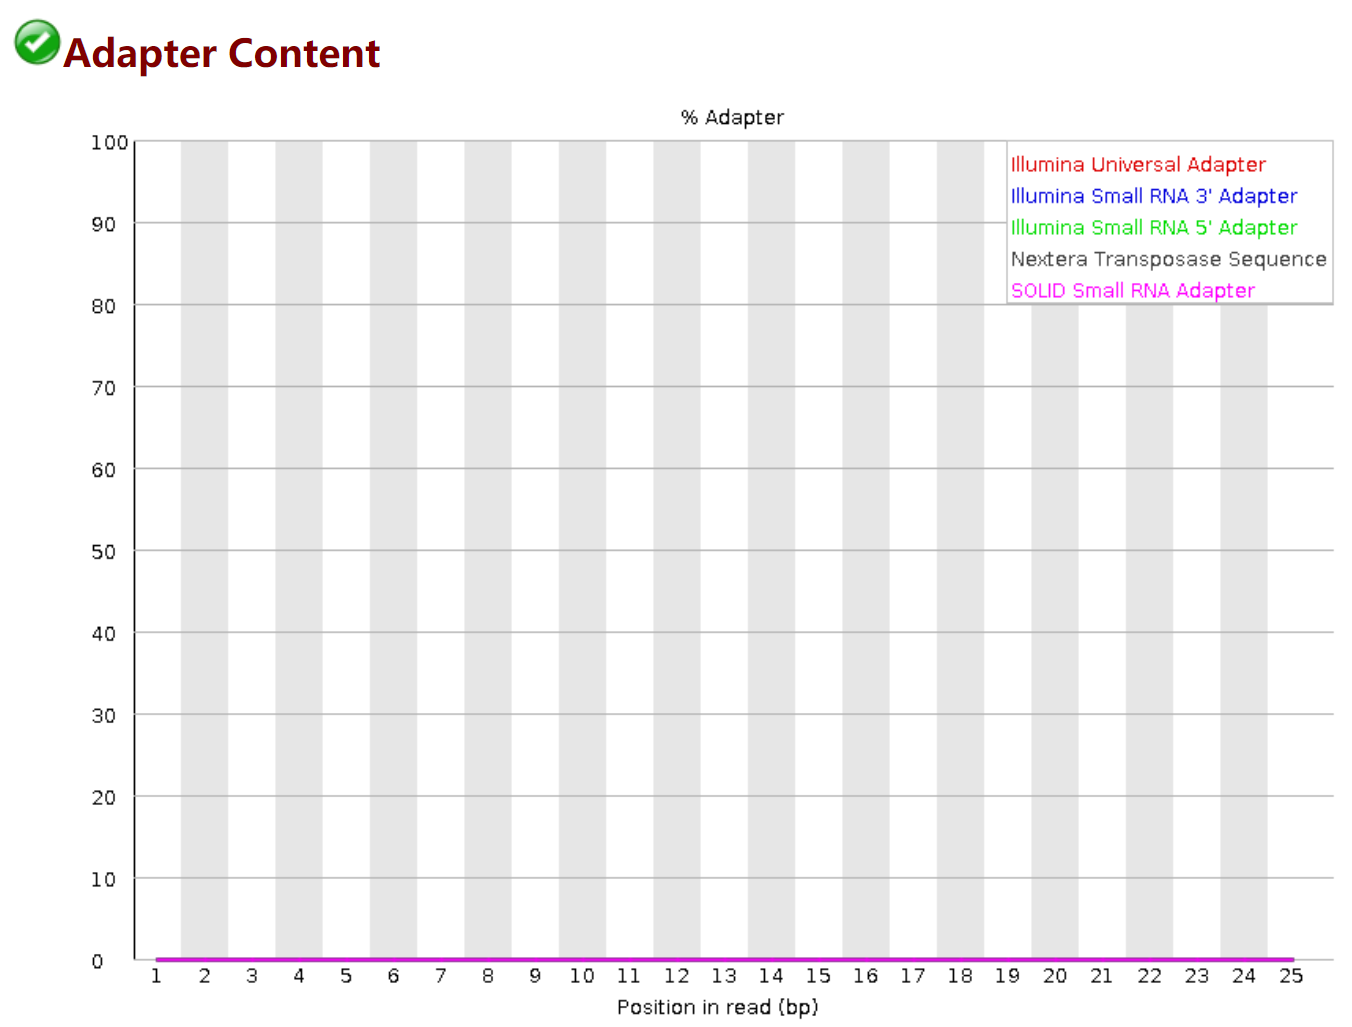 Adapter Content
% Adapter
100
90
80
70
60
50
40
30
20
10
0
Illumina Universal Adapter
Illumina Small RNA 3' Adapter
Illumina Small RNA 5' Adapter
Nextera Transposase Sequence
SOLID Small RNA Adapter
1 2 3 4 5 6 7 8 9 10 11 12 13 14 15 16 17 18 19 20 21 22 23 24 25
Position in read (bp)